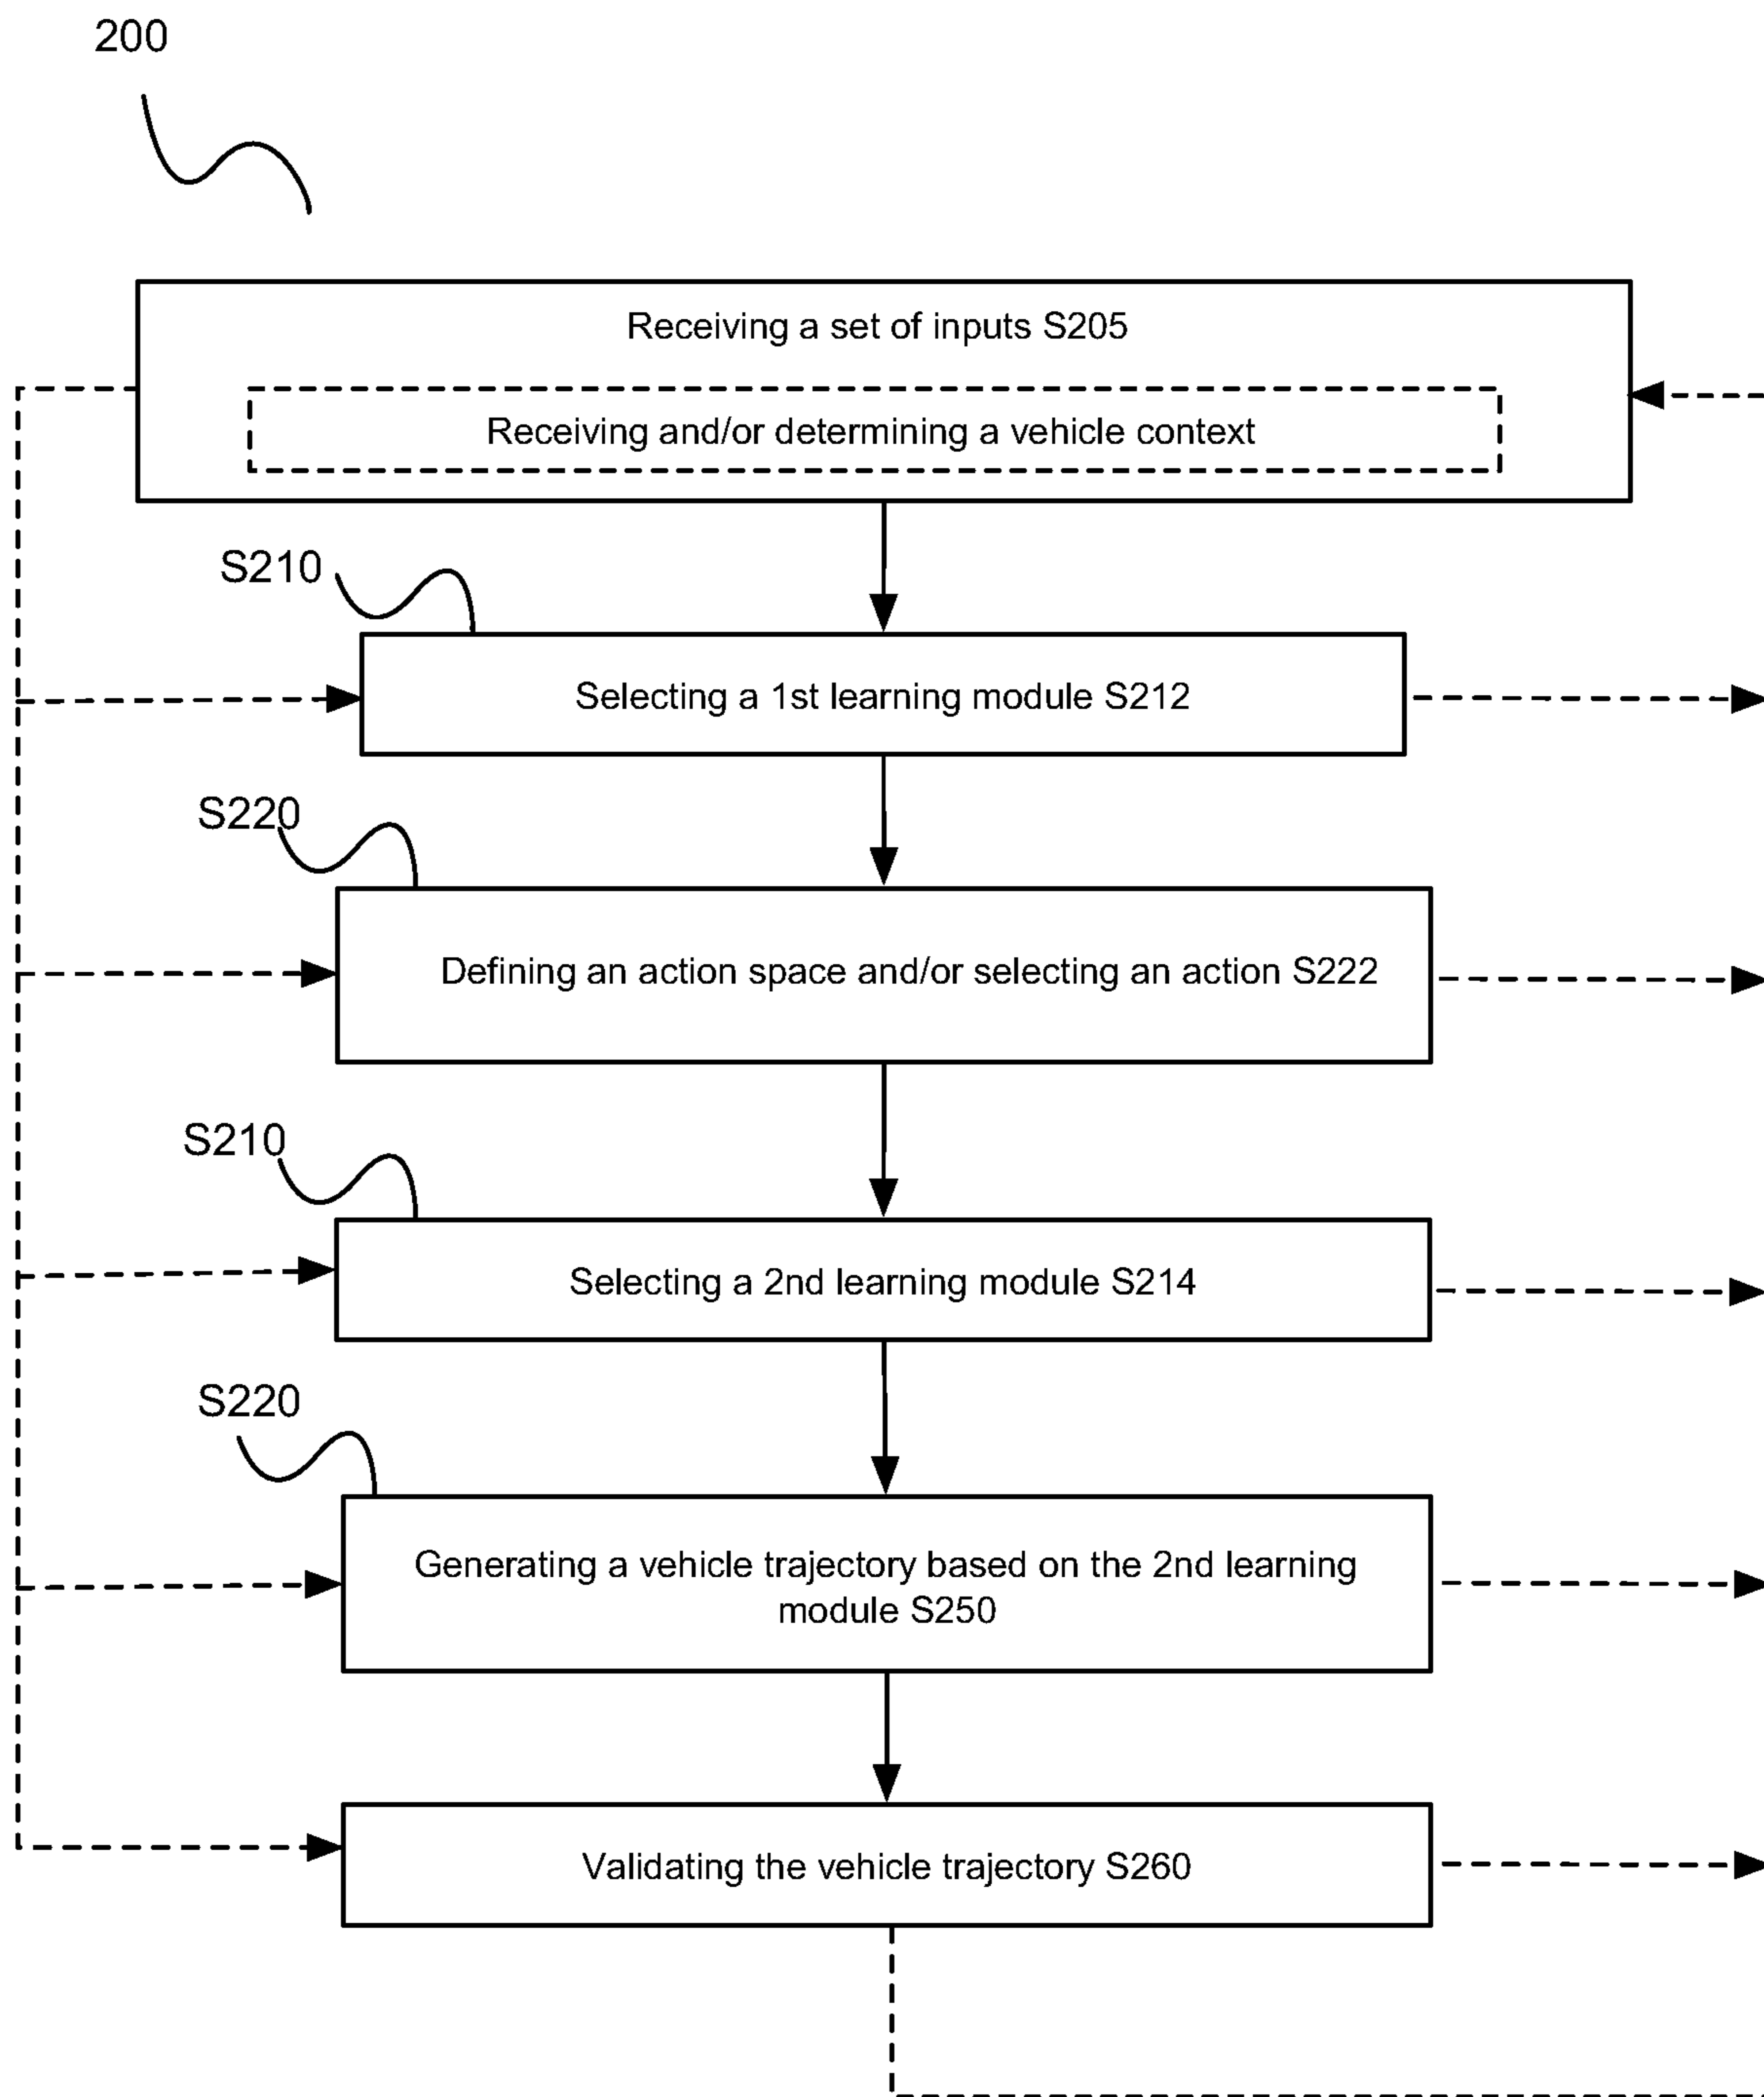 200
Receiving a set of inputs S205
Receiving and/or determining a vehicle context
S210
Selecting a 1st learning module S212
S220
Defining an action space and/or selecting an action S222
S210
Selecting a 2nd learning module S214
S220
Generating a vehicle trajectory based on the 2nd learning
module S250
Validating the vehicle trajectory S260